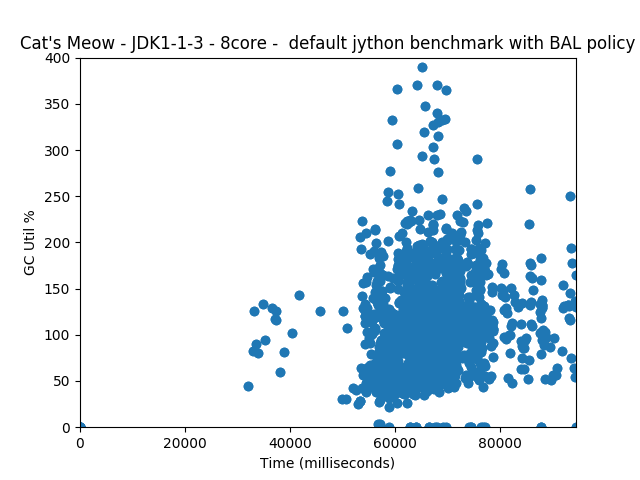 Cat's Meow - JDK1-1-3 - 8core -  default jython benchmark with BAL policy
400
350
300
250
200
150
100
50
0
GC Util %
0 20000 40000 60000 80000
Time (milliseconds)